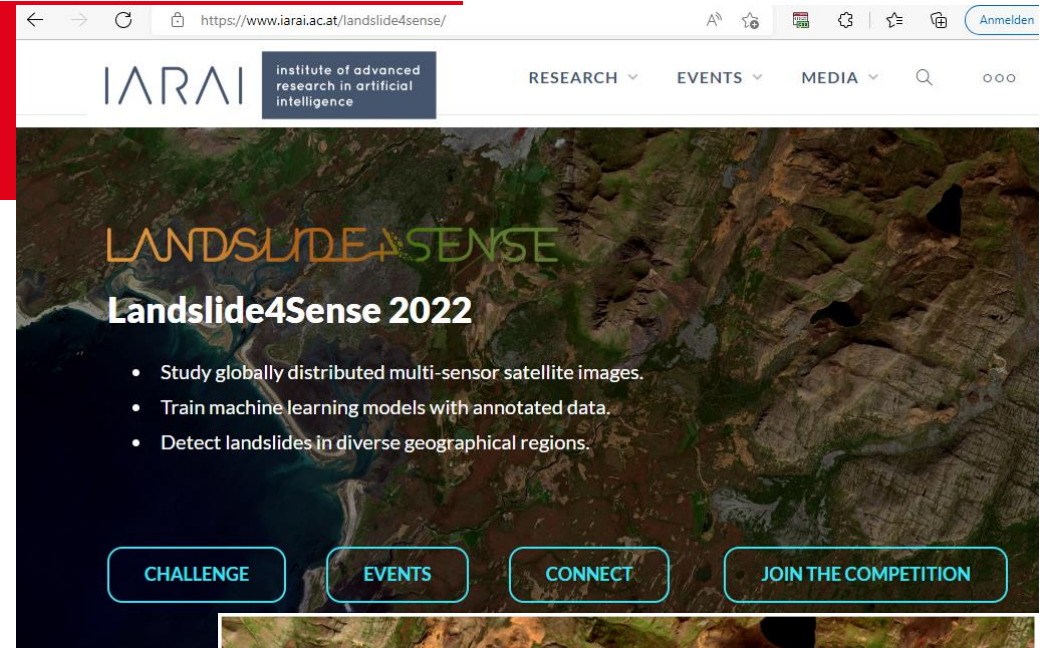 https://www.iarai.ac.at/landslide4sense/
Anmelden
IARAI
institute of advanced
research in artificial
intelligence
RESEARCH
EVENTS
MEDIA
LANDSLIDE4SENSE
Landslide4Sense 2022
• Study globally distributed multi-sensor satellite images.
• Train machine learning models with annotated data.
• Detect landslides in diverse geographical regions.
CHALLENGE
EVENTS
CONNECT
JOIN THE COMPETITION